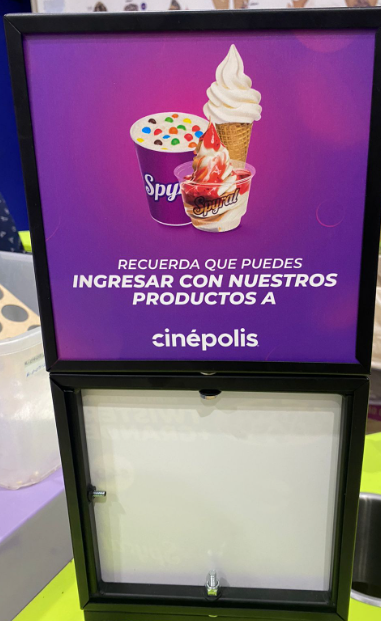 Spy
Spyral
RECUERDA QUE PUEDES
INGRESAR CON NUESTROS
PRODUCTOS A
cinépolis